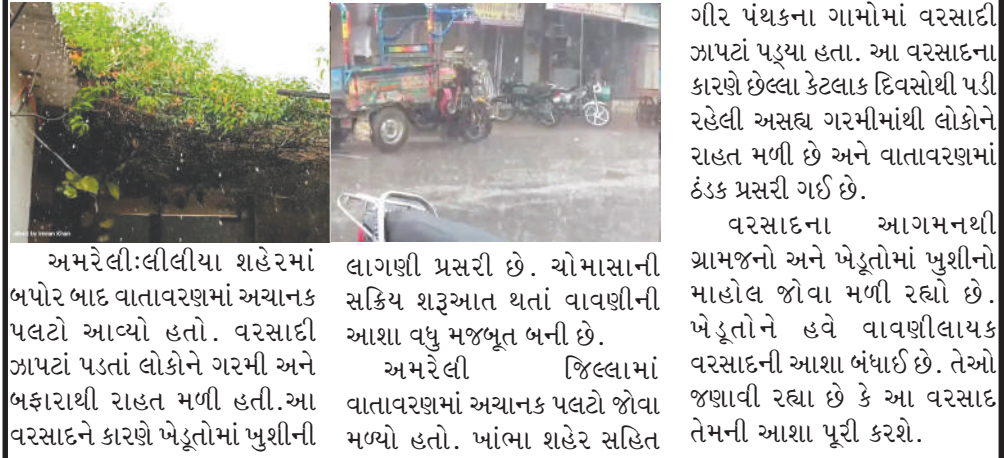 અમરેલીઃલીલીયા શહેરમાં
બપોર બાદ વાતાવરણમાં અચાનક
પલટો આવ્યો હતો. વરસાદી
ઝાપટાં પડતાં લોકોને ગરમી અને
બફારાથી રાહત મળી હતી.આ
વરસાદને કારણે ખેડૂતોમાં ખુશીની
લાગણી પ્રસરી છે. ચોમાસાની
સક્રિય શરૂઆત થતાં વાવણીની
આશા વધુ મજબૂત બની છે.
અમરેલી જિલ્લામાં
વાતાવરણમાં અચાનક પલટો જોવા
મળ્યો હતો. ખાંભા શહેર સહિત
ગીર પંથકના ગામોમાં વરસાદી
ઝાપટાં પડ્યા હતા. આ વરસાદના
કારણે છેલ્લા કેટલાક દિવસોથી પડી
રહેલી અસહ્ય ગરમીમાંથી લોકોને
રાહત મળી છે અને વાતાવરણમાં
ઠંડક પ્રસરી ગઈ છે.
વરસાદના આગમનથી
ગ્રામજનો અને ખેડૂતોમાં ખુશીનો
માહોલ જોવા મળી રહ્યો છે.
ખેડૂતોને હવે વાવણીલાયક
વરસાદની આશા બંધાઈ છે. તેઓ
જણાવી રહ્યા છે કે આ વરસાદ
તેમની આશા પૂરી કરશે.
by Imran Khan